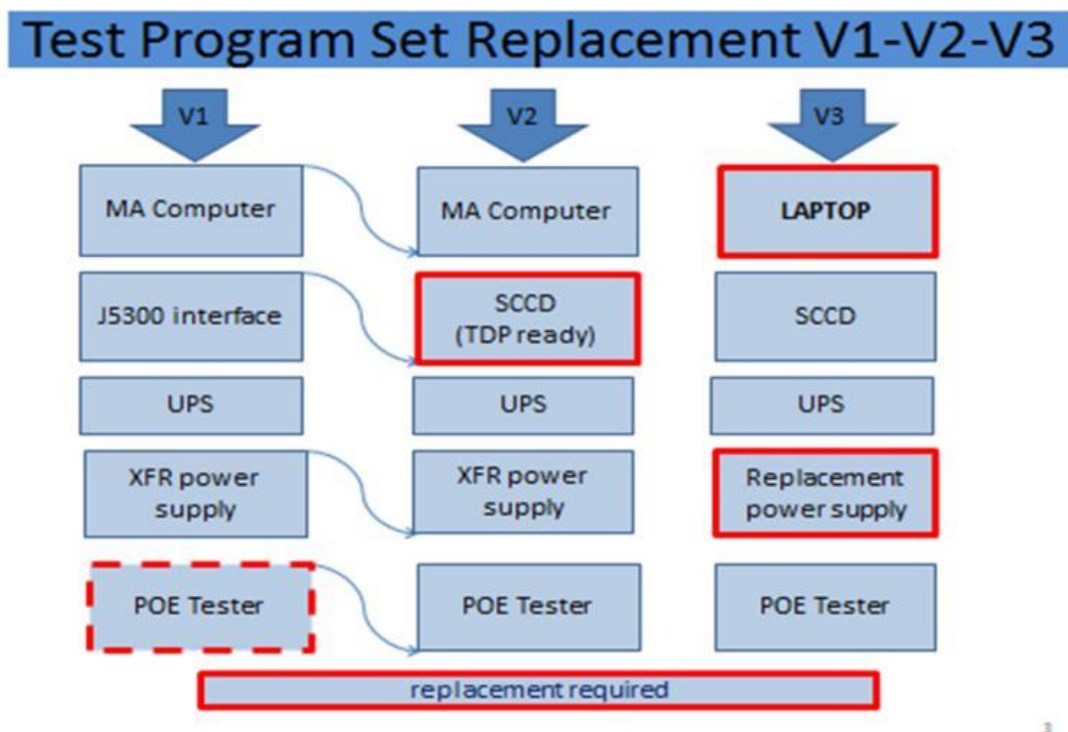 Test Program Set Replacement V1-V2-V3
V1
V2
V3
MA Computer
MA Computer
LAPTOP
J5300 interface
SCCD
(TDP ready)
SCCD
UPS
UPS
UPS
XFR power
supply
XFR power
supply
Replacement
power supply
POE Tester
POE Tester
POE Tester
replacement required
3